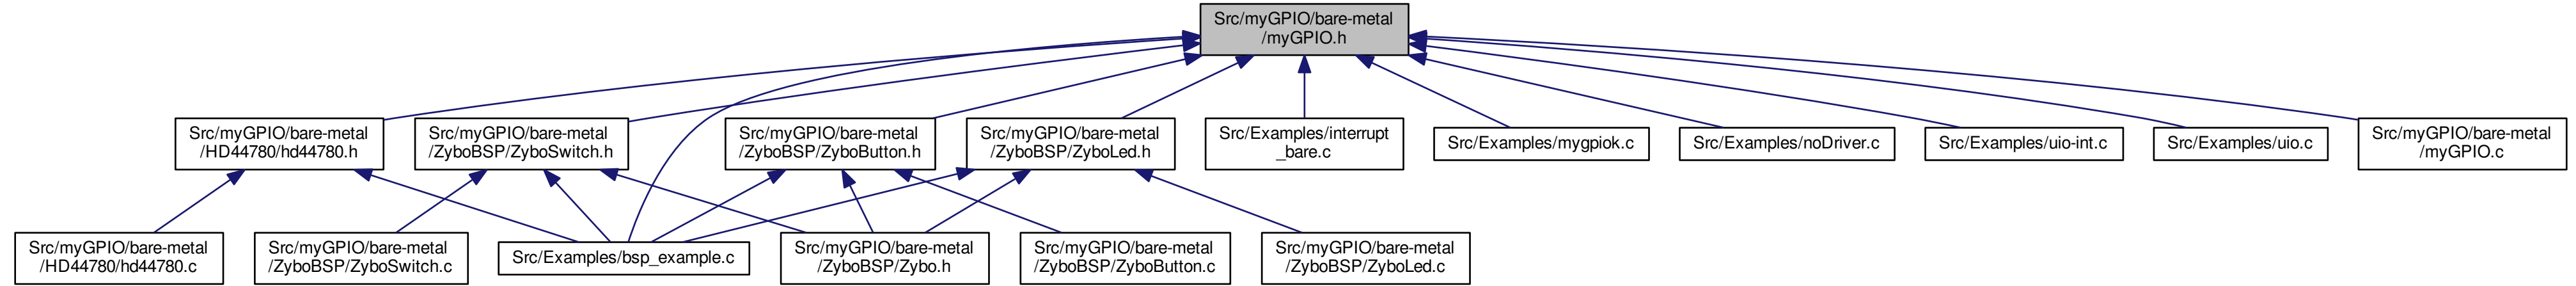 Src/myGPIO/bare-metal
/myGPIO.h
Src/myGPIO/bare-metal
/HD44780/hd44780.h
Src/myGPIO/bare-metal
/ZyboBSP/ZyboSwitch.h
Src/myGPIO/bare-metal
/ZyboBSP/ZyboButton.h
Src/myGPIO/bare-metal
/ZyboBSP/ZyboLed.h
Src/Examples/interrupt
_bare.c
Src/Examples/mygpiok.c
Src/Examples/noDriver.c
Src/Examples/uio-int.c
Src/Examples/uio.c
Src/myGPIO/bare-metal
/myGPIO.c
Src/myGPIO/bare-metal
/HD44780/hd44780.c
Src/myGPIO/bare-metal
/ZyboBSP/ZyboSwitch.c
Src/Examples/bsp_example.c
Src/myGPIO/bare-metal
/ZyboBSP/Zybo.h
Src/myGPIO/bare-metal
/ZyboBSP/ZyboButton.c
Src/myGPIO/bare-metal
/ZyboBSP/ZyboLed.c